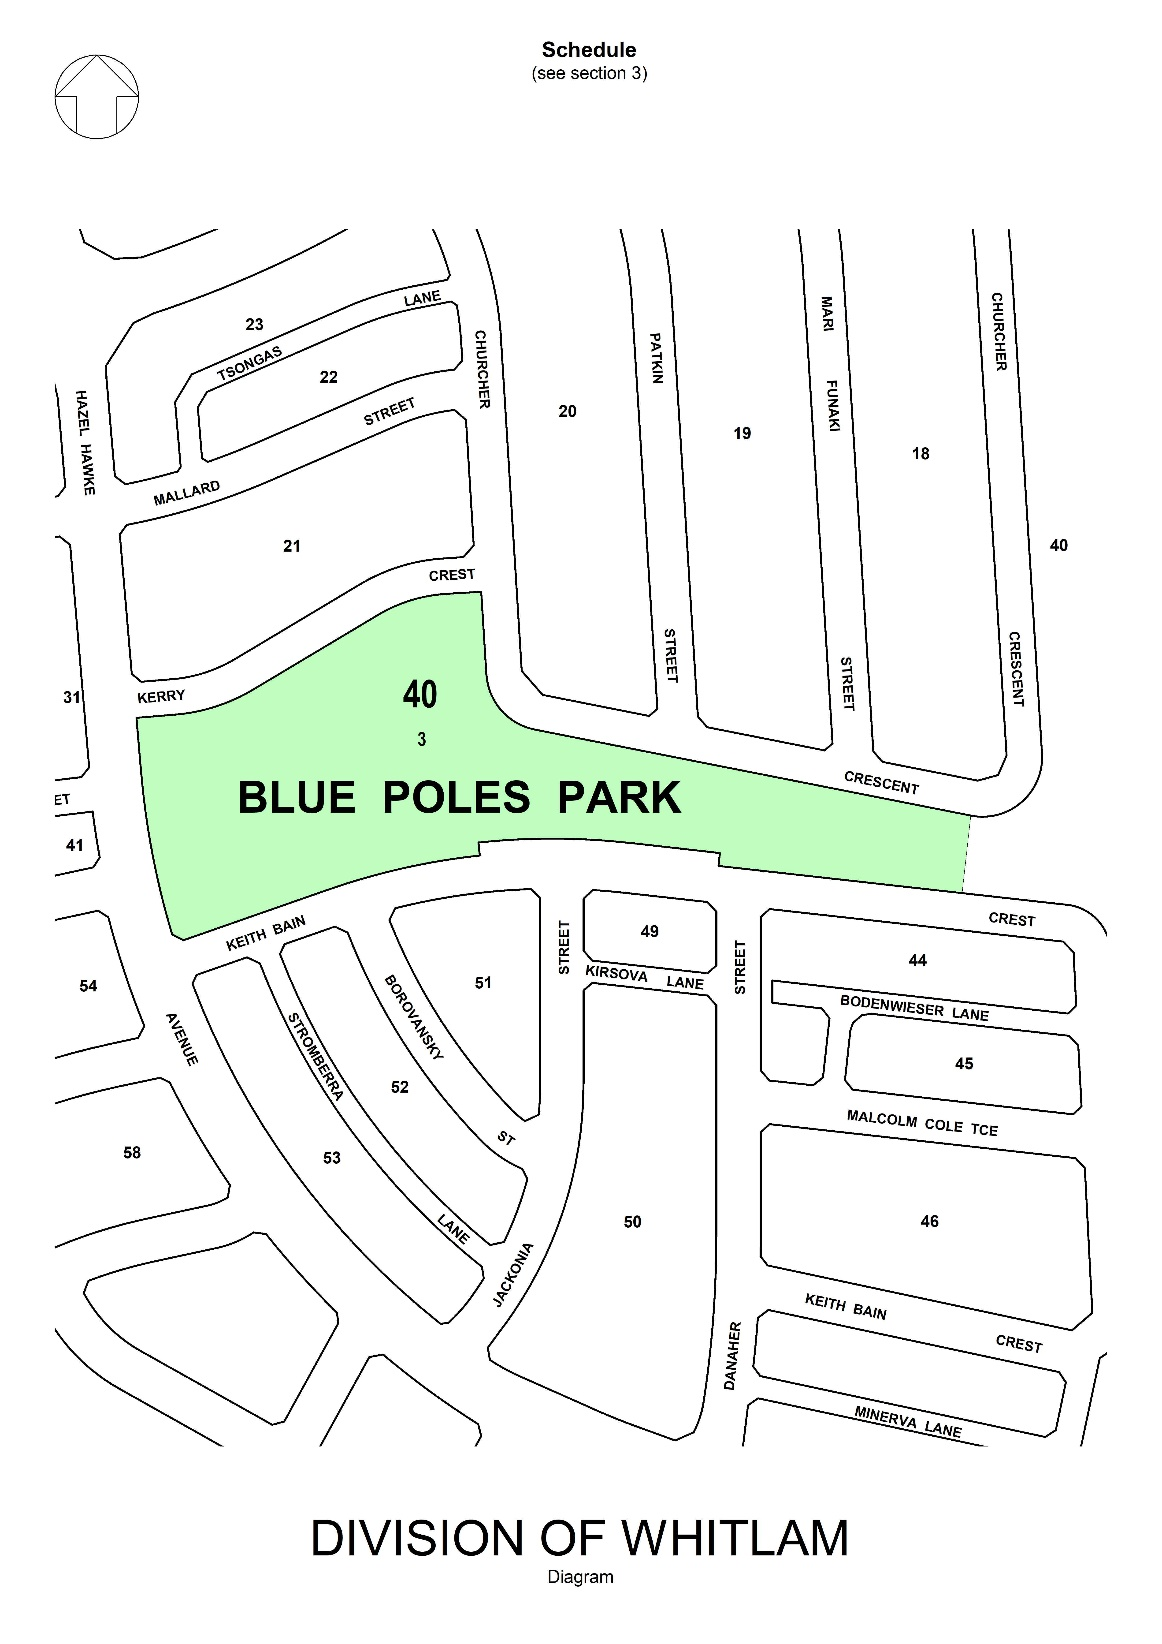 Schedule
(see section 3)
LANE
23
TSONGAS
22
STREET
CHURCHER
HAZEL HAWKE
MALLARD
21
CREST
KERRY
20
PATKIN
STREET
19
MARI FUNAKI
STREET
18
CHURCHER
CRESCENT
40
31
40
3
BLUE POLES PARK
CRESCENT
ET
41
KEITH BAIN
CREST
54
AVENUE
58
STROMBERRA
LANE
BOROVANSKY
ST
51
52
53
STREET
JACKONIA
49
KIRSOVA LANE
STREET
DANAHER
50
44
BODENWIESER LANE
45
MALCOLM COLE TCE
46
KEITH BAIN
CREST
MINERVA LANE
DIVISION OF WHITLAM
Diagram